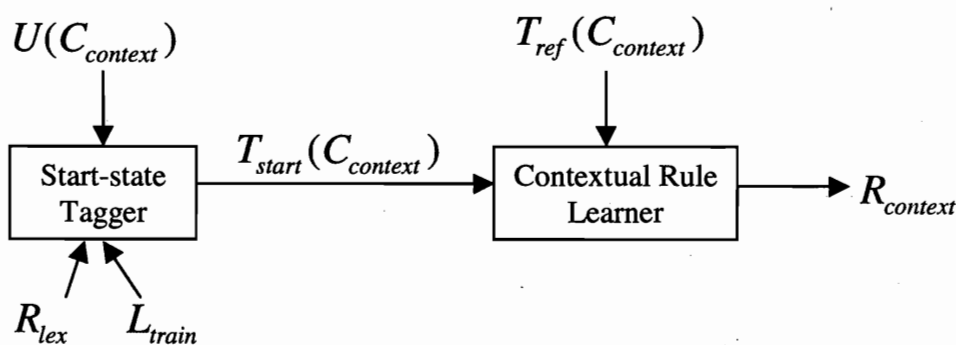 U(C_context)
T_ref(C_context)
Start-state
Tagger
T_start(C_context)
Contextual Rule
Learner
R_context
R_lex
L_train